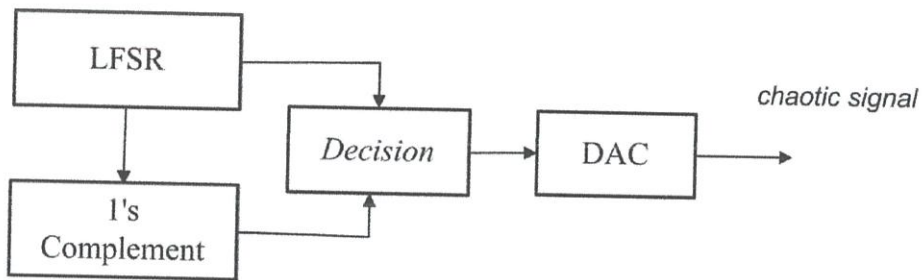 LFSR
chaotic signal
Decision
DAC
1's
Complement